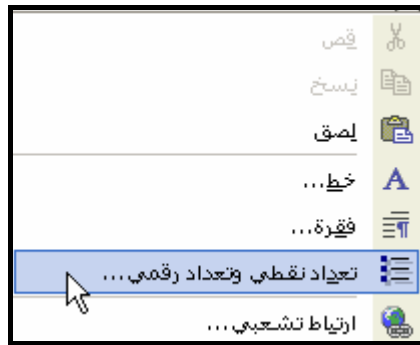 قص
نسخ
لصق
خط...
فقرة...
تعداد نقطي وتعداد رقمي...
ارتباط تشعبي...